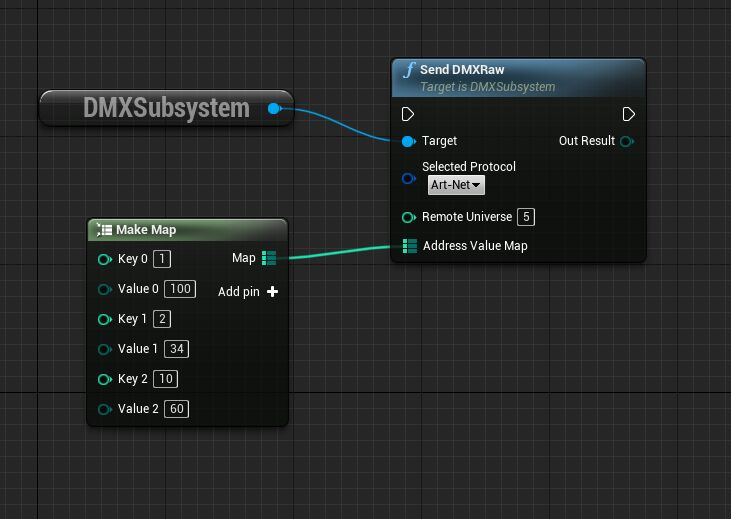 DMXSubsystem
f Send DMXRaw
Target is DMXSubsystem
Target
Out Result
Selected Protocol
Art-Net
Remote Universe 5
Address Value Map
Make Map
Key 0 1
Map
Value 0 100
Add pin
Key 1 2
Value 1 34
Key 2 10
Value 2 60